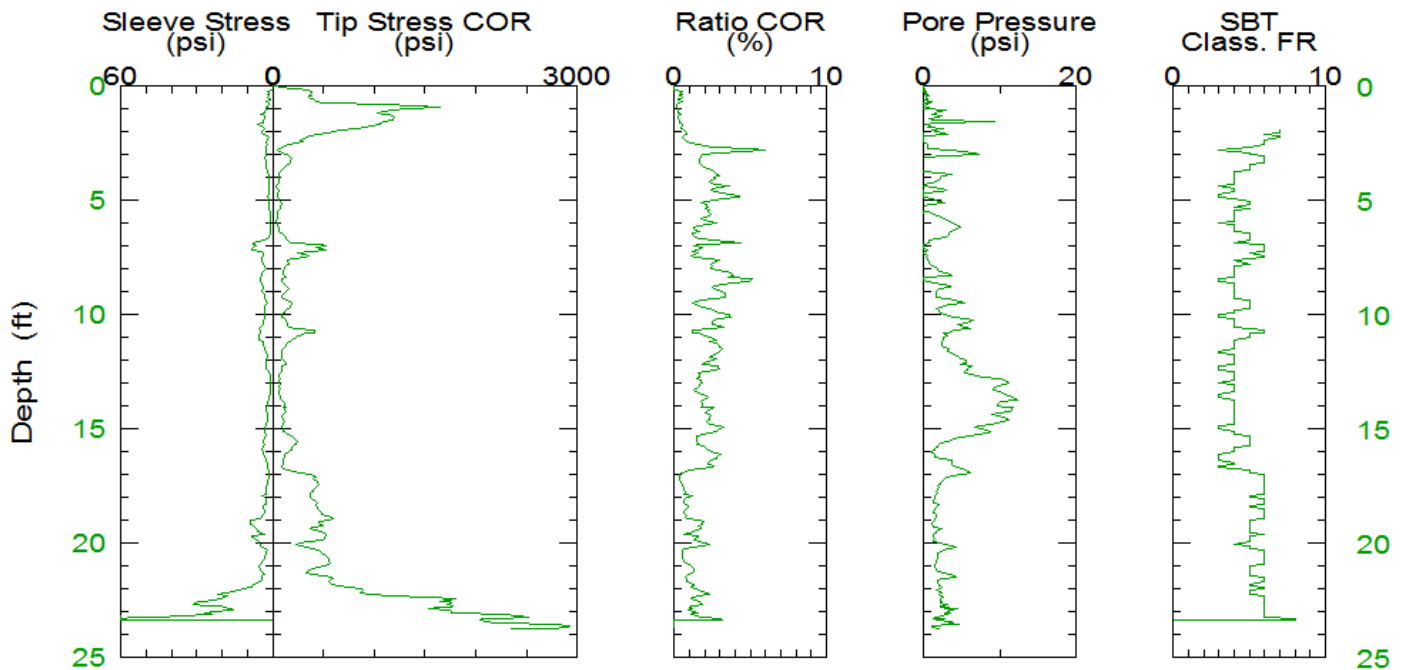 Sleeve Stress Tip Stress COR Ratio COR Pore Pressure SBT
(psi) (psi) (%) (psi) Class. FR
60 0 3000 0 10 0 20 0 10
0 0
5 5
10 10
15 15
20 20
25 25
Depth (ft)